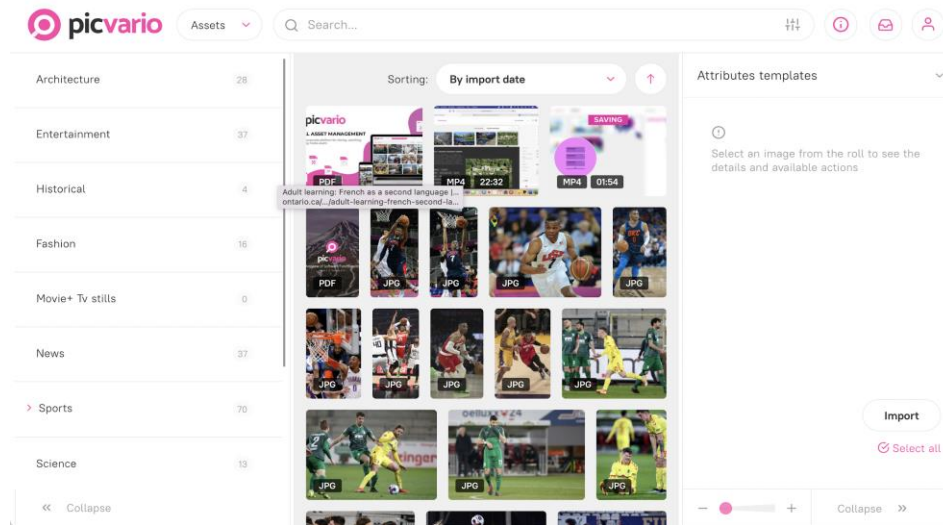 picvario
Assets
Search...
Architecture 28
Entertainment 37
Historical 4
Fashion 16
Movie+ Tv stills 0
News 37
Sports 70
Science 13
Collapse
Sorting: By import date
picvario
L ASSET MANAGEMENT
PDF
MP4 22:32
SAVING
MP4 01:54
Adult learning: French as a second language |...
ontario.ca/.../adult-learning-french-second-la...
picvario
PDF
JPG
JPG
JPG
JPG
JPG
JPG
JPG
JPG
JPG
JPG
JPG
JPG
Attributes templates
Select an image from the roll to see the
details and available actions
Import
Select all
Collapse